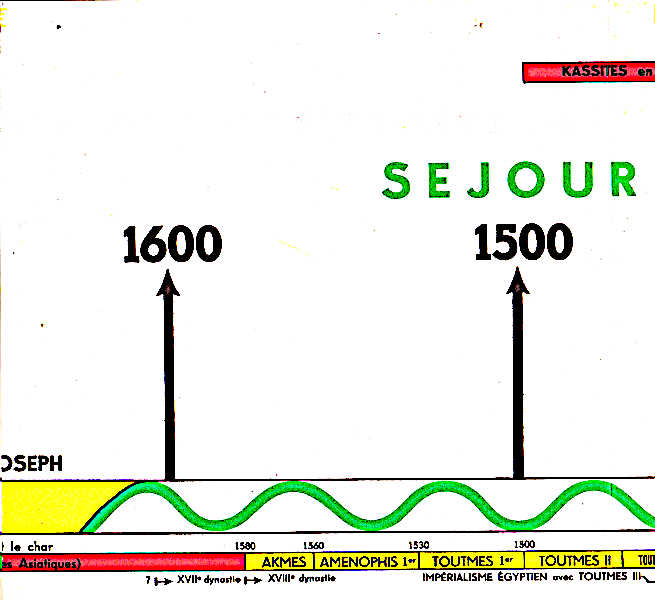 KASSITES en
SEJOUR
1600
1500
OSEPH
le char
1580
1560
1530
1500
es Asiatiques)
AKMES
AMENOPHIS 1er
TOUTMES 1er
TOUTMES II
TOUT
? XVIIe dynastie XVIIIe dynastie
IMPÉRIALISME ÉGYPTIEN avec TOUTMES III